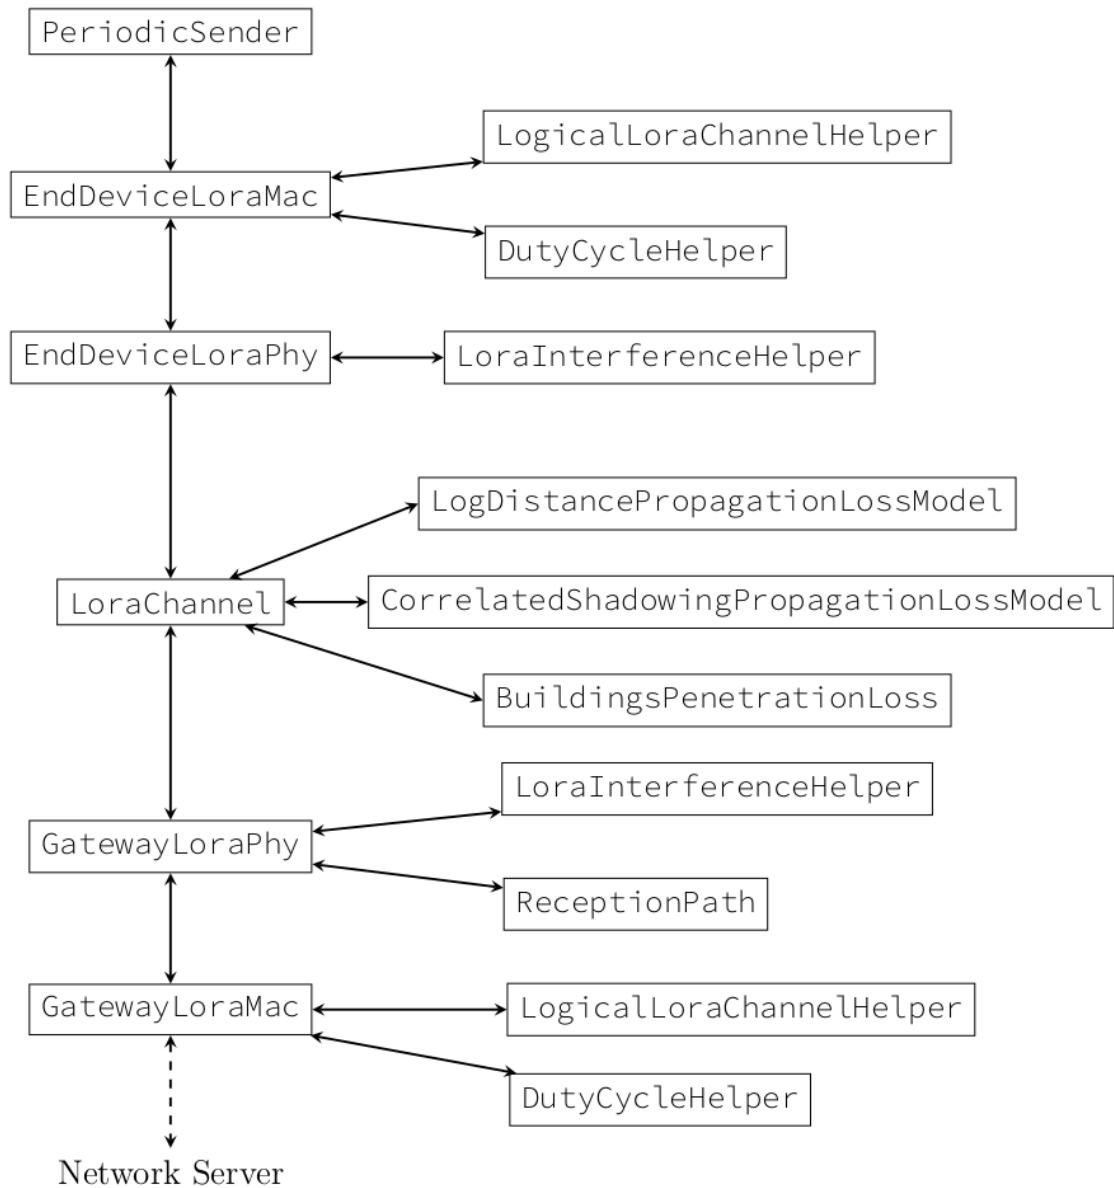 PeriodicSender
LogicalLoraChannelHelper
EndDeviceLoraMac
DutyCycleHelper
EndDeviceLoraPhy
LoraInterferenceHelper
LogDistancePropagationLossModel
LoraChannel
CorrelatedShadowingPropagationLossModel
BuildingsPenetrationLoss
LoraInterferenceHelper
GatewayLoraPhy
ReceptionPath
GatewayLoraMac
LogicalLoraChannelHelper
DutyCycleHelper
Network Server